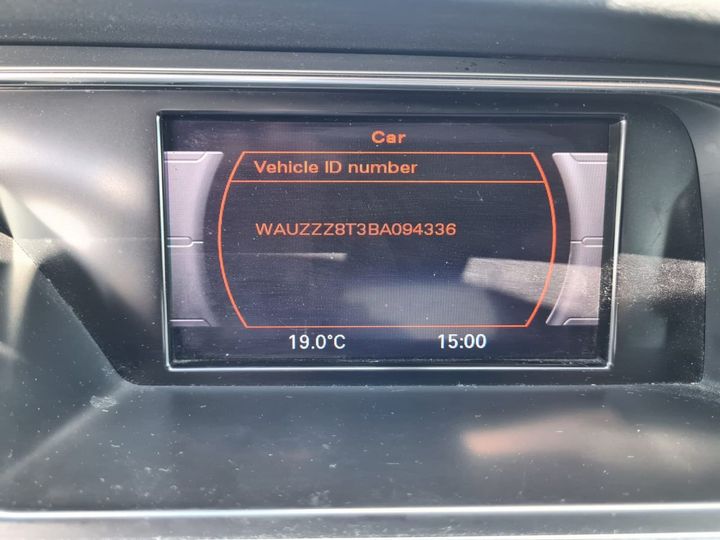 Car
Vehicle ID number
WAUZZZ8T3BA094336
19.0°C 15:00